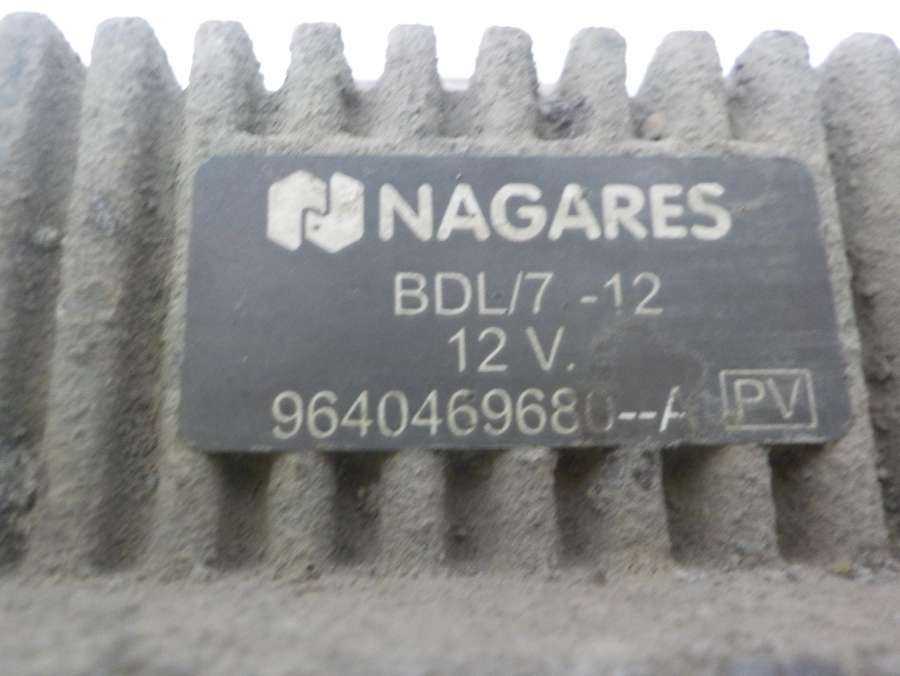 NAGARES
BDL/7 -12
12 V.
9640469680--A PV